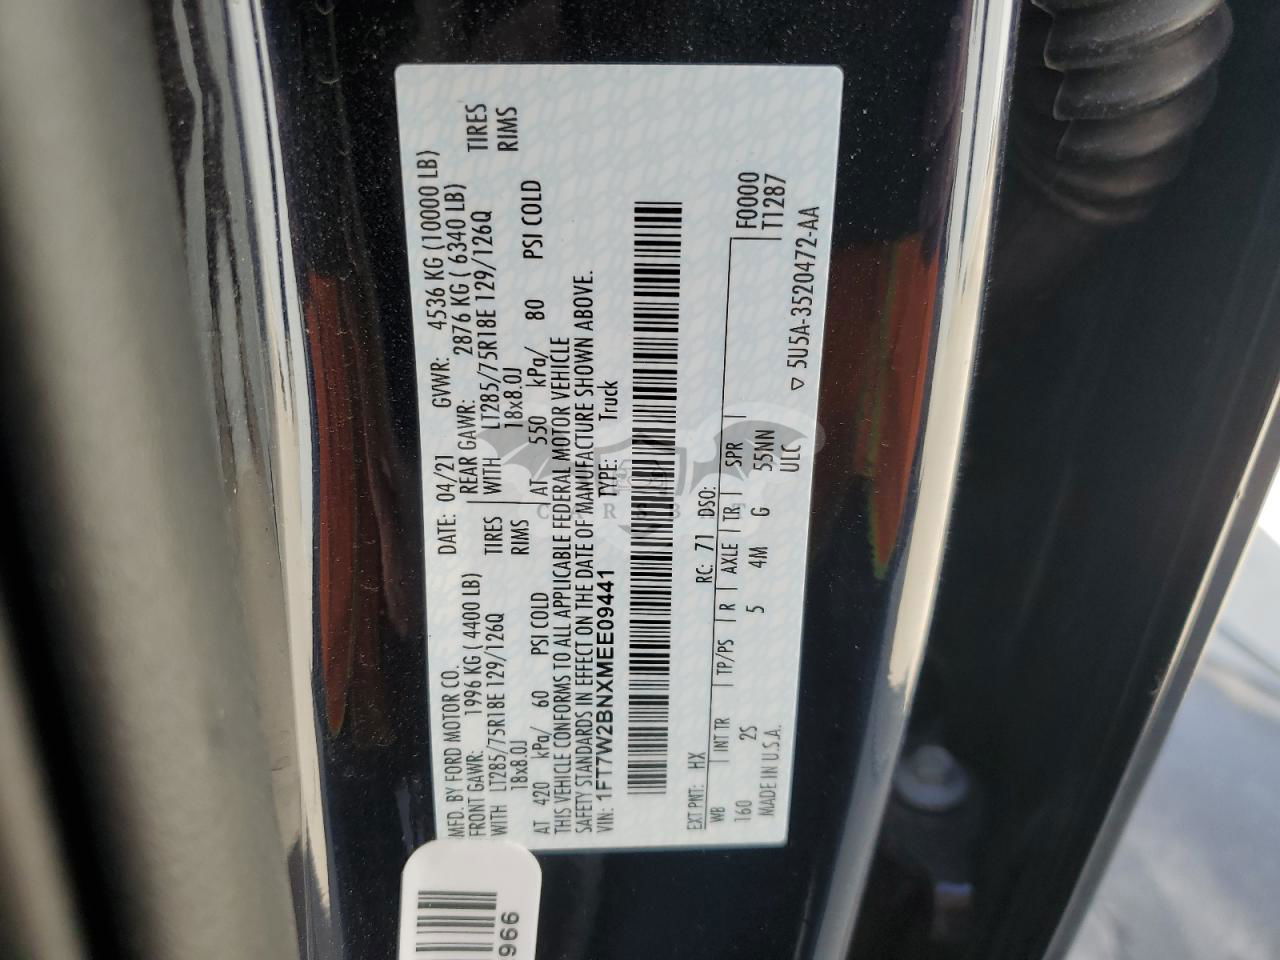 MFD. BY FORD MOTOR CO.
DATE: 04/21 GVWR: 4536 KG (10000 LB)
FRONT GAWR: 1996 KG ( 4400 LB) REAR GAWR: 2876 KG ( 6340 LB)
WITH LT285/75R18E 129/126Q TIRES WITH LT285/75R18E 129/126Q TIRES
18x8.0J RIMS 18x8.0J RIMS
AT 420 kPa/ 60 PSI COLD AT 550 kPa/ 80 PSI COLD
THIS VEHICLE CONFORMS TO ALL APPLICABLE FEDERAL MOTOR VEHICLE
SAFETY STANDARDS IN EFFECT ON THE DATE OF MANUFACTURE SHOWN ABOVE.
VIN: 1FT7W2BNXMEE09441 TYPE: Truck
EXT PNT: HX RC: 71 DSO:
WB INT TR TP/PS R AXLE TR SPR F0000
160 2S 5 4M G 55NN T1287
MADE IN U.S.A. ULC
▽ 5U5A-3520472-AA
966